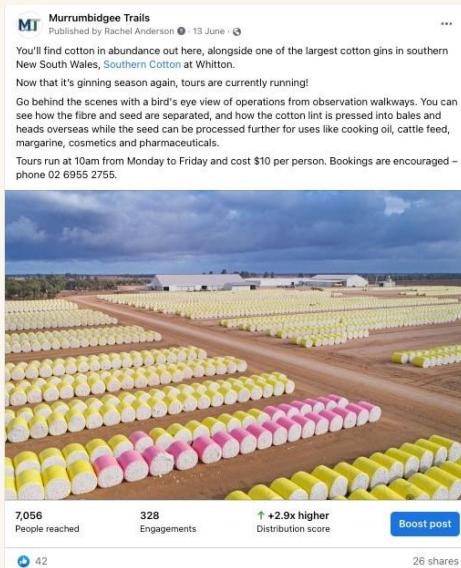 MT
Murrumbidgee Trails
Published by Rachel Anderson · 13 June ·
You'll find cotton in abundance out here, alongside one of the largest cotton gins in southern
New South Wales, Southern Cotton at Whitton.
Now that it's ginning season again, tours are currently running!
Go behind the scenes with a bird's eye view of operations from observation walkways. You can
see how the fibre and seed are separated, and how the cotton lint is pressed into bales and
heads overseas while the seed can be processed further for uses like cooking oil, cattle feed,
margarine, cosmetics and pharmaceuticals.
Tours run at 10am from Monday to Friday and cost $10 per person. Bookings are encouraged –
phone 02 6955 2755.
7,056 328 +2.9x higher
People reached Engagements Distribution score Boost post
42 26 shares